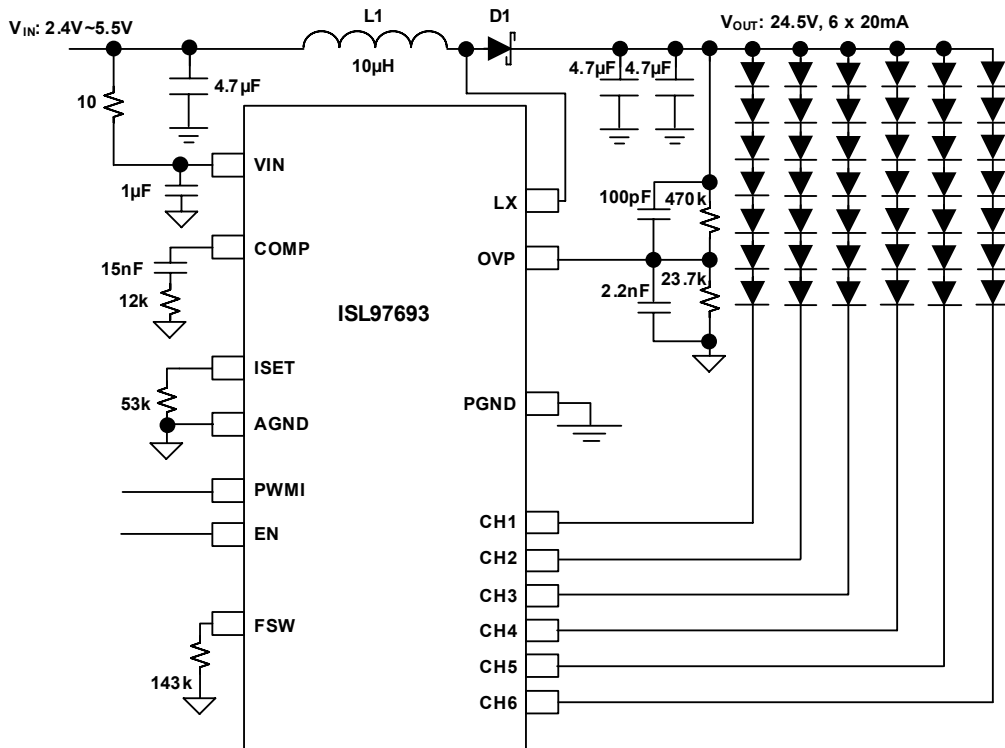 VIN: 2.4V~5.5V
L1
D1
VOUT: 24.5V, 6 x 20mA
10µH
4.7µF
4.7µF
4.7µF
10
VIN
1µF
LX
100pF
470k
COMP
OVP
15nF
12k
2.2nF
23.7k
ISL97693
ISET
53k
PGND
AGND
PWMI
EN
CH1
CH2
CH3
FSW
CH4
CH5
143k
CH6